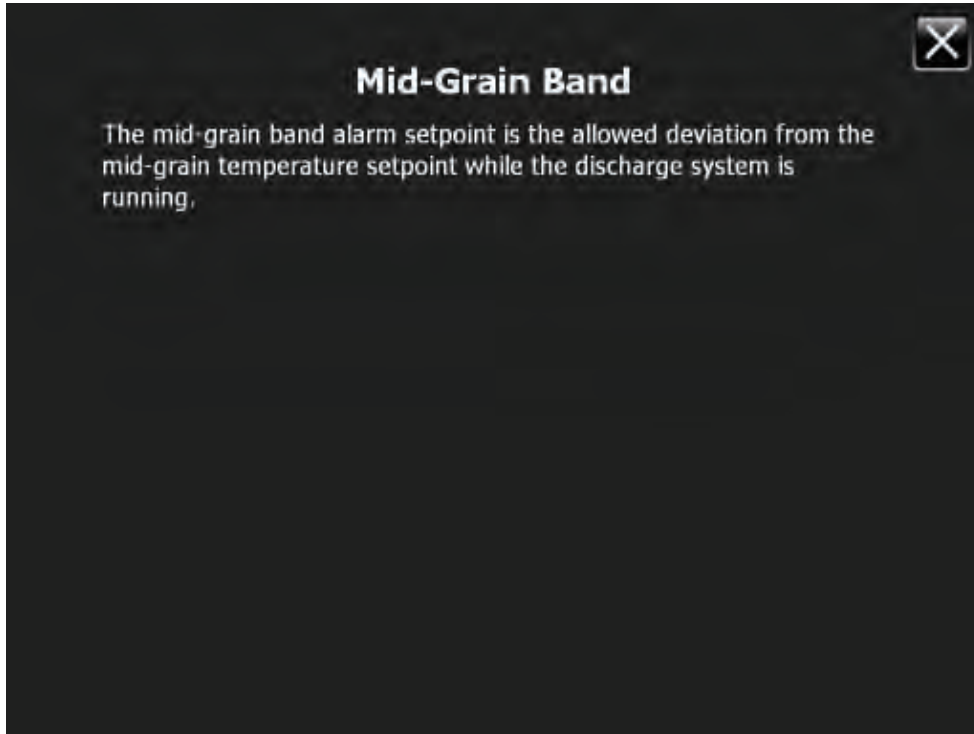 Mid-Grain Band
The mid-grain band alarm setpoint is the allowed deviation from the
mid-grain temperature setpoint while the discharge system is
running.